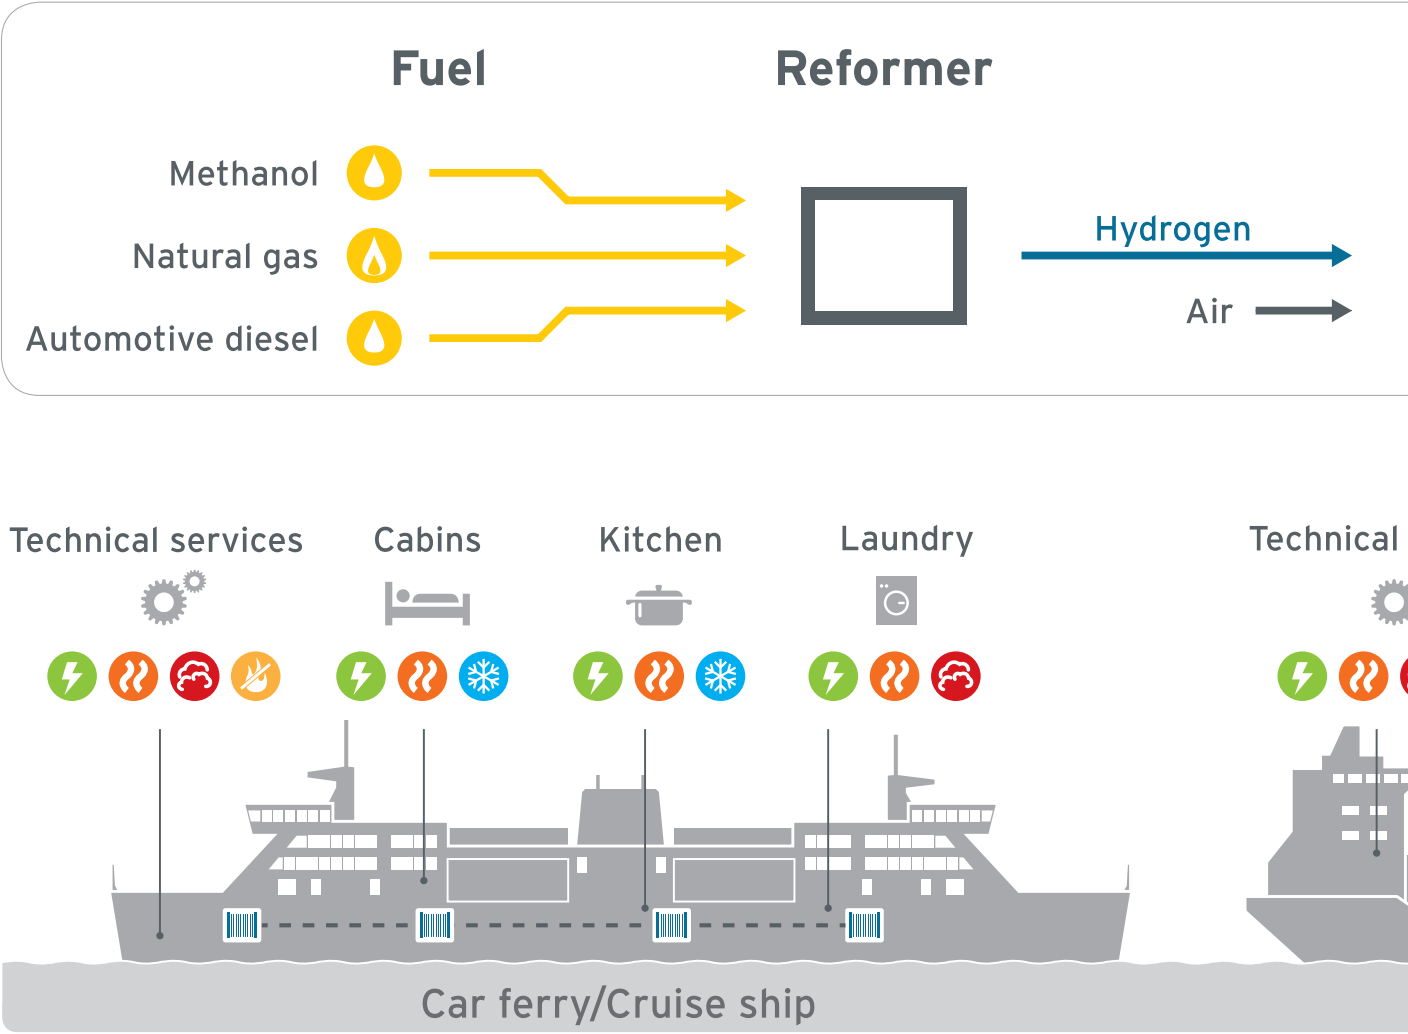 Fuel
Reformer
Methanol
Natural gas
Automotive diesel
Hydrogen
Air
Technical services
Cabins
Kitchen
Laundry
Technical
Car ferry/Cruise ship